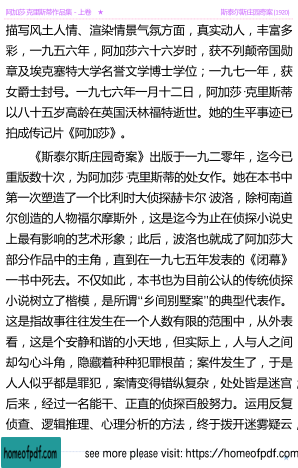 阿加莎·克里斯蒂作品集－上卷 ★ 斯泰尔斯庄园奇案(1920)
描写风土人情、渲染情景气氛方面，真实动人，丰富多
彩，一九五六年，阿加莎六十六岁时，获不列颠帝国勋
章及埃克塞特大学名誉文学博士学位；一九七一年，获
女爵士封号。一九七六年一月十二日，阿加莎·克里斯蒂
以八十五岁高龄在英国沃林福特逝世。她的生平事迹已
拍成传记片《阿加莎》。
《斯泰尔斯庄园奇案》出版于一九二零年，迄今已
重版数十次，为阿加莎·克里斯蒂的处女作。她在本书中
第一次塑造了一个比利时大侦探赫卡尔·波洛，除柯南道
尔创造的人物福尔摩斯外，这是迄今为止在侦探小说史
上最有影响的艺术形象；此后，波洛也就成了阿加莎大
部分作品中的主角，直到在一九七五年发表的《闭幕》
一书中死去。不仅如此，本书也为目前公认的传统侦探
小说树立了楷模，是所谓“乡间别墅案”的典型代表作。
这是指故事往往发生在一个人数有限的范围中，从外表
看，这是个安静和谐的小天地，但实际上，人与人之间
却勾心斗角，隐藏着种种犯罪根苗；案件发生了，于是
人人似乎都是罪犯，案情变得错纵复杂，处处皆是迷宫；
后来，经过一名能干、正直的侦探百般努力。运用反复
侦查、逻辑推理、心理分析的方法，终于拨开迷雾疑云，
homeofpdf.com see more please visit: https://homeofpdf.com